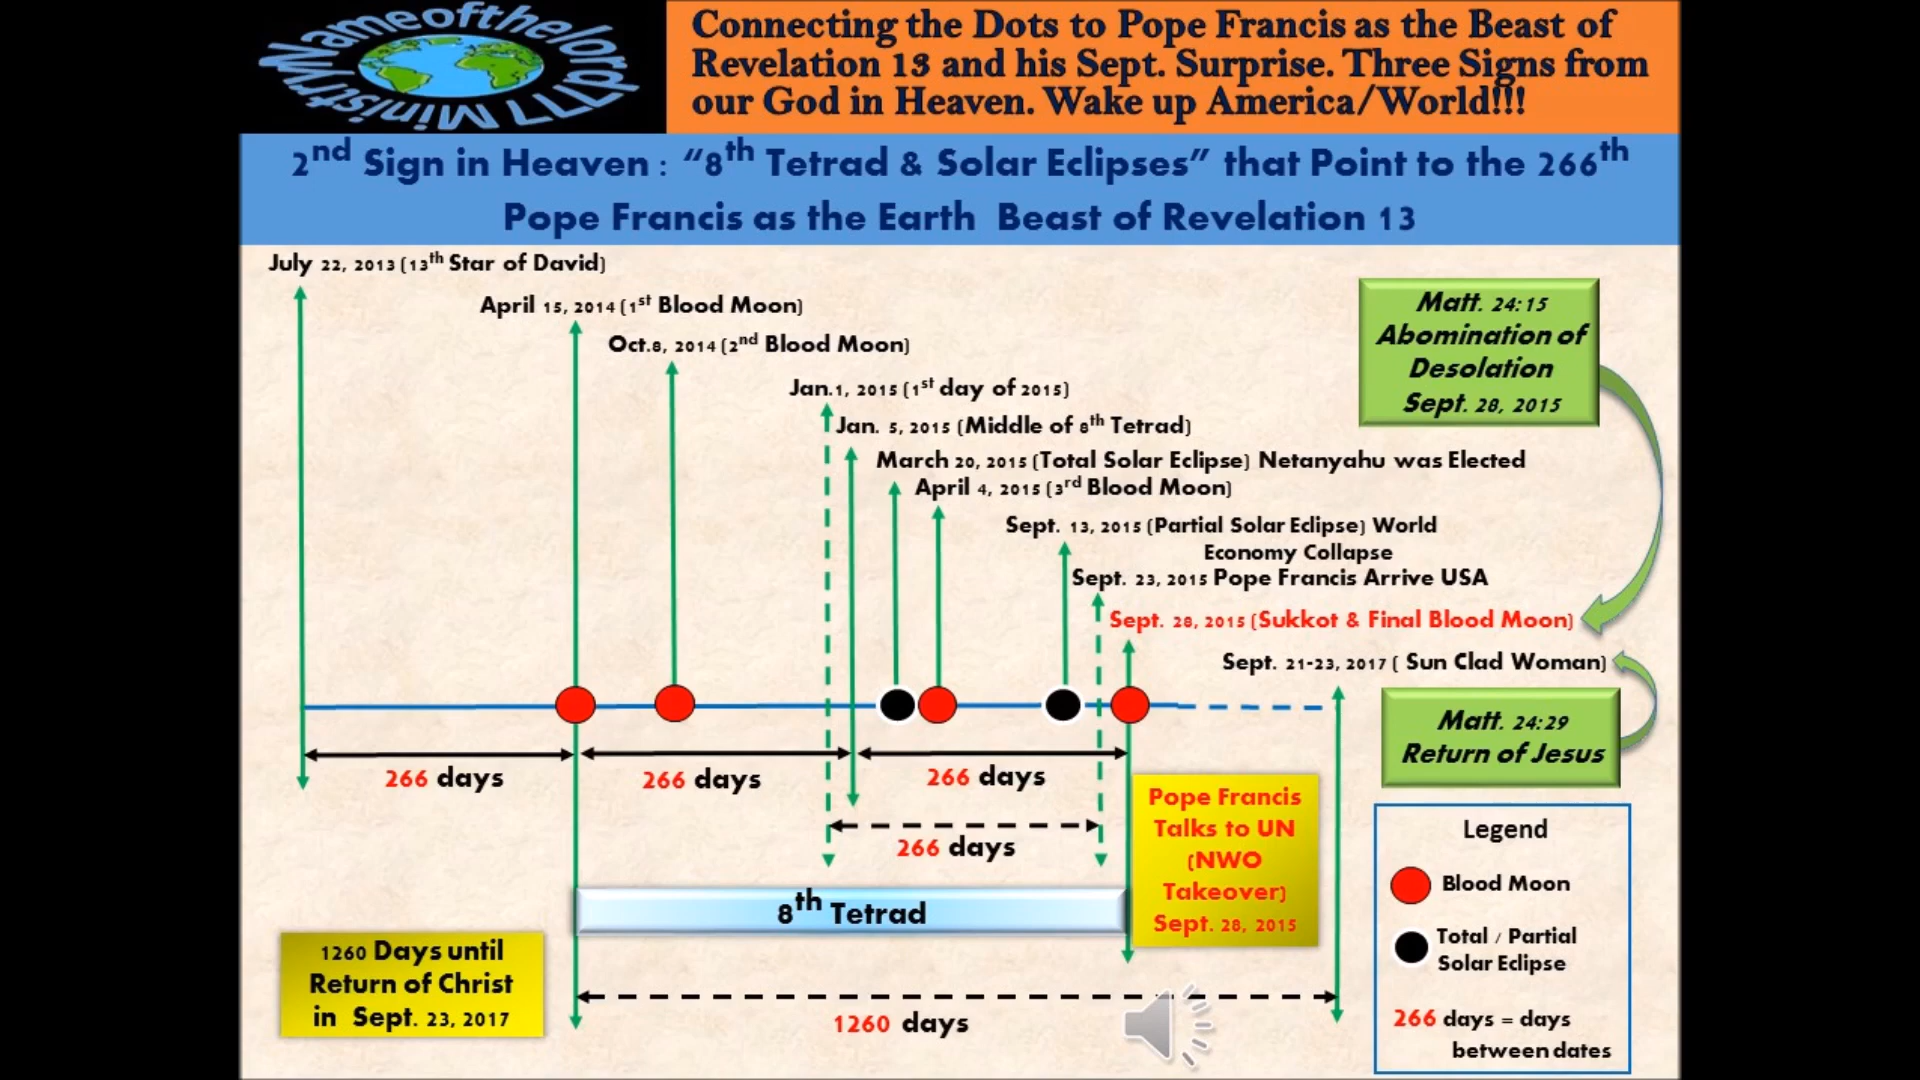 Nameofthelord777 Ministry
Connecting the Dots to Pope Francis as the Beast of
Revelation 13 and his Sept. Surprise. Three Signs from
our God in Heaven. Wake up America/World!!!
2nd Sign in Heaven : “8th Tetrad & Solar Eclipses” that Point to the 266th
Pope Francis as the Earth Beast of Revelation 13
July 22, 2013 (13th Star of David)
April 15, 2014 (1st Blood Moon)
Oct.8, 2014 (2nd Blood Moon)
Jan.1, 2015 (1st day of 2015)
Jan. 5, 2015 (Middle of 8th Tetrad)
March 20, 2015 (Total Solar Eclipse) Netanyahu was Elected
April 4, 2015 (3rd Blood Moon)
Sept. 13, 2015 (Partial Solar Eclipse) World
Economy Collapse
Sept. 23, 2015 Pope Francis Arrive USA
Sept. 28, 2015 (Sukkot & Final Blood Moon)
Sept. 21-23, 2017 ( Sun Clad Woman)
Matt. 24:15
Abomination of
Desolation
Sept. 28, 2015
Matt. 24:29
Return of Jesus
266 days
266 days
266 days
266 days
8th Tetrad
Pope Francis
Talks to UN
(NWO
Takeover)
Sept. 28, 2015
1260 Days until
Return of Christ
in Sept. 23, 2017
1260 days
Legend
Blood Moon
Total / Partial
Solar Eclipse
266 days = days
between dates